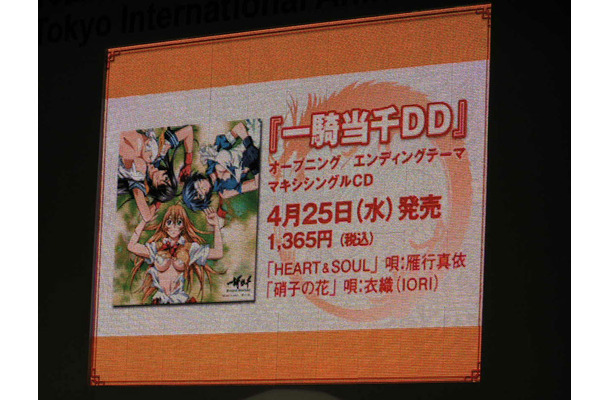 Tokyo International Ani
『一騎当千DD』
オープニング／エンディングテーマ
マキシシングルCD
4月25日(水)発売
1,365円(税込)
「HEART&SOUL」唄:雁行真依
「硝子の花」唄:衣織(IORI)